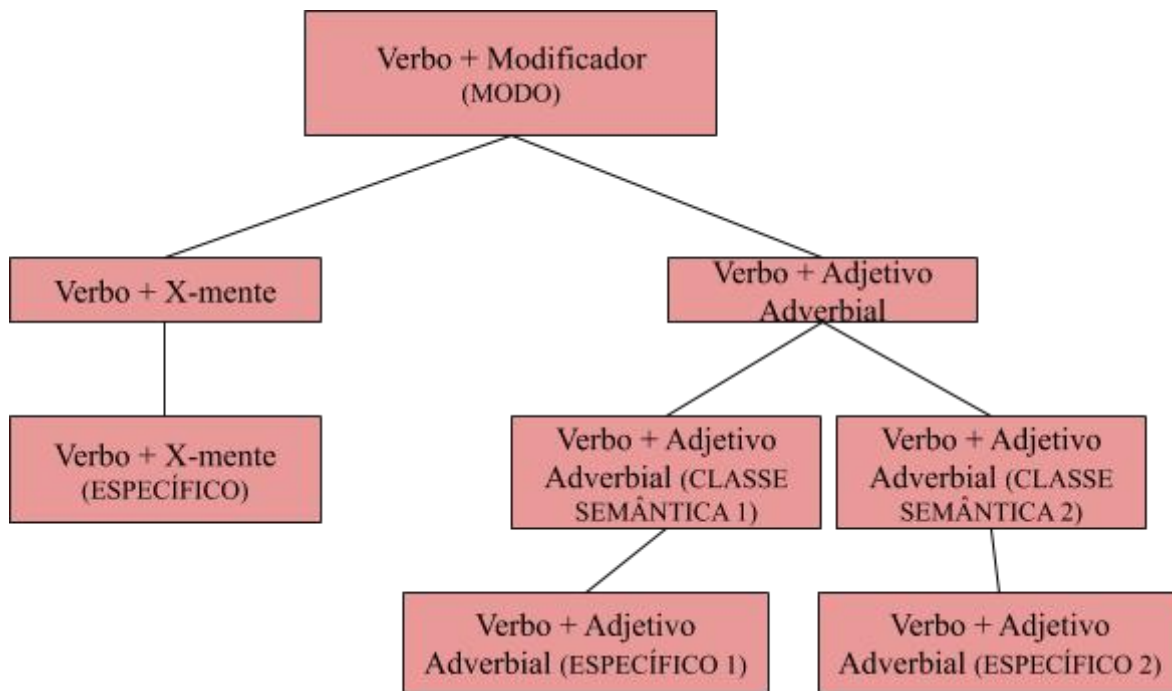 Verbo + Modificador
(MODO)
Verbo + X-mente
Verbo + Adjetivo
Adverbial
Verbo + X-mente
(ESPECÍFICO)
Verbo + Adjetivo
Adverbial (CLASSE
SEMÂNTICA 1)
Verbo + Adjetivo
Adverbial (CLASSE
SEMÂNTICA 2)
Verbo + Adjetivo
Adverbial (ESPECÍFICO 1)
Verbo + Adjetivo
Adverbial (ESPECÍFICO 2)